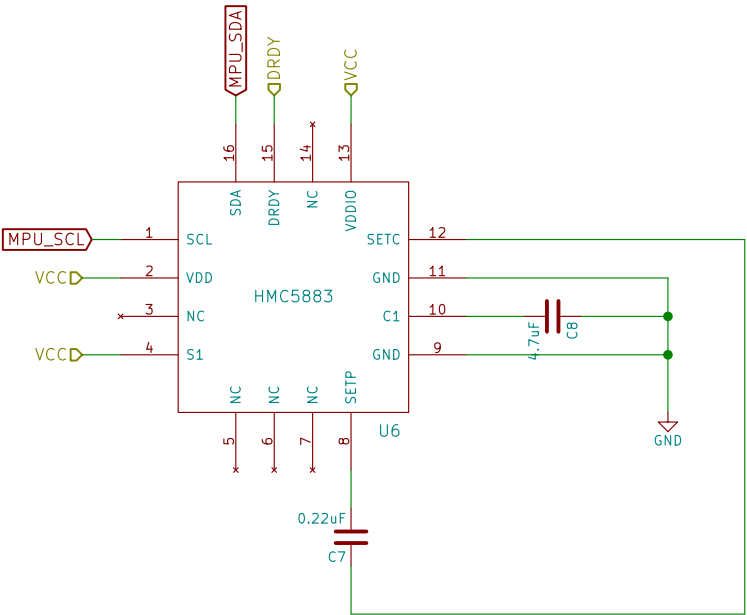 MPU_SDA
DRDY
VCC
16
15
14
13
SDA
DRDY
NC
VDDIO
MPU_SCL
1
SCL
SETC
12
VCC
2
VDD
GND
11
HMC5883
3
NC
C1
10
4.7uF
C8
VCC
4
S1
GND
9
NC
NC
NC
SETP
5
6
7
8
U6
GND
0.22uF
C7